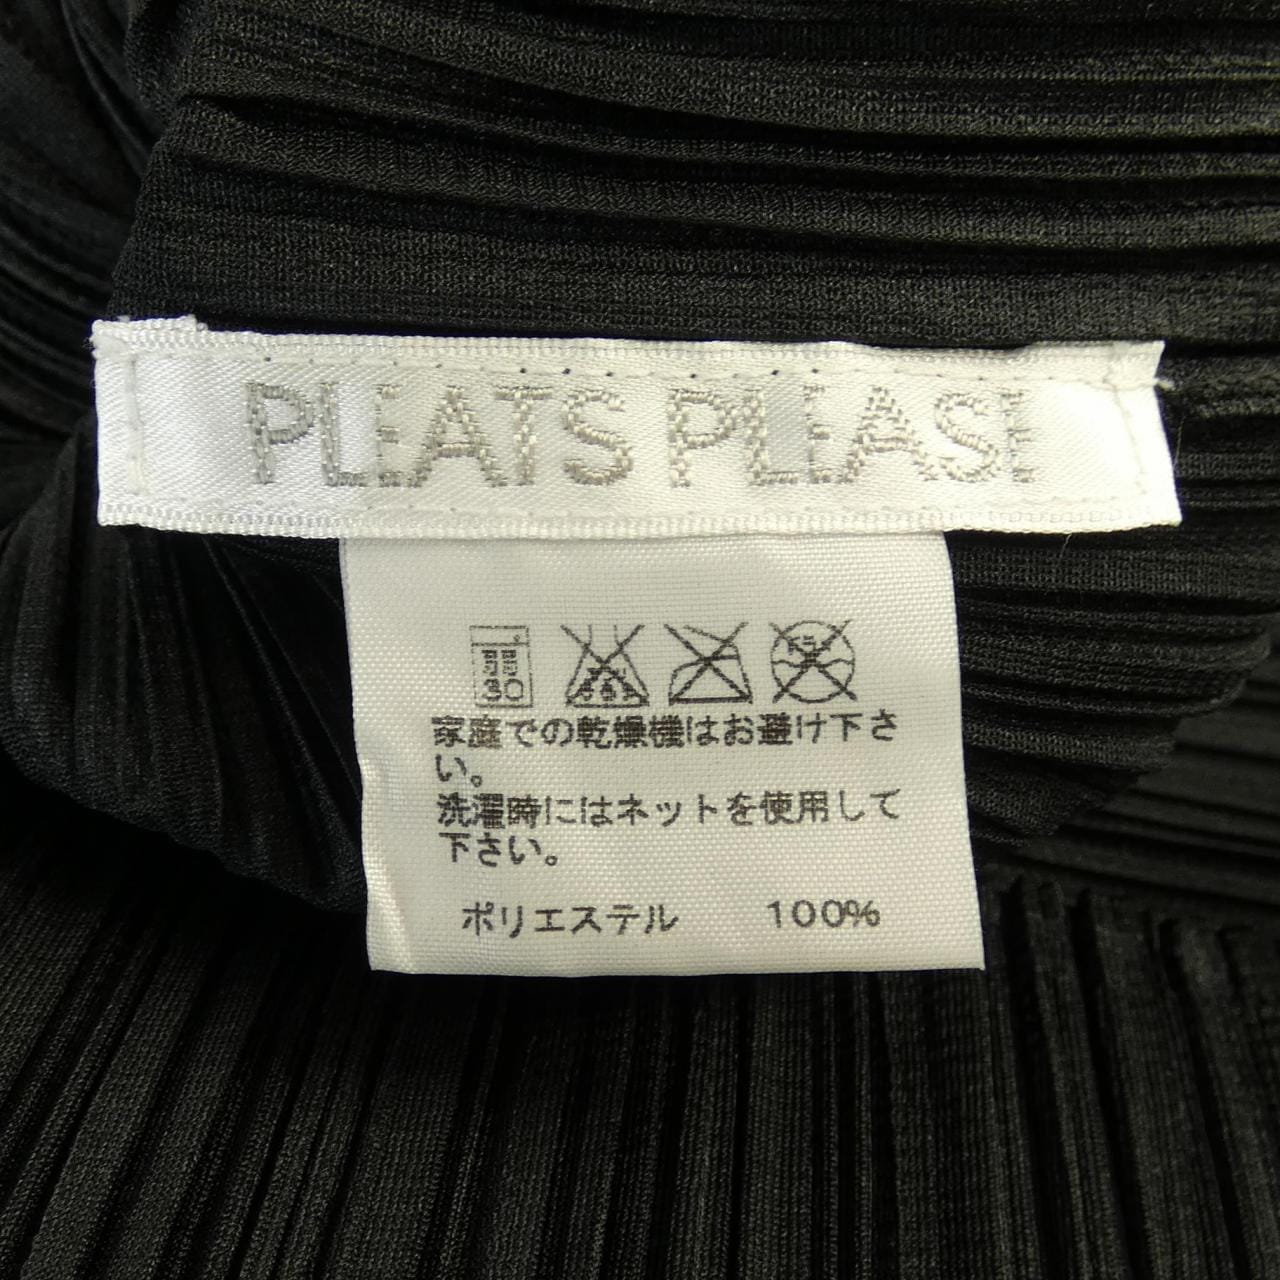 PLEATS PLEASE
30
家庭での乾燥機はお避け下さ
い。
洗濯時にはネットを使用して
下さい。
ポリエステル 100%